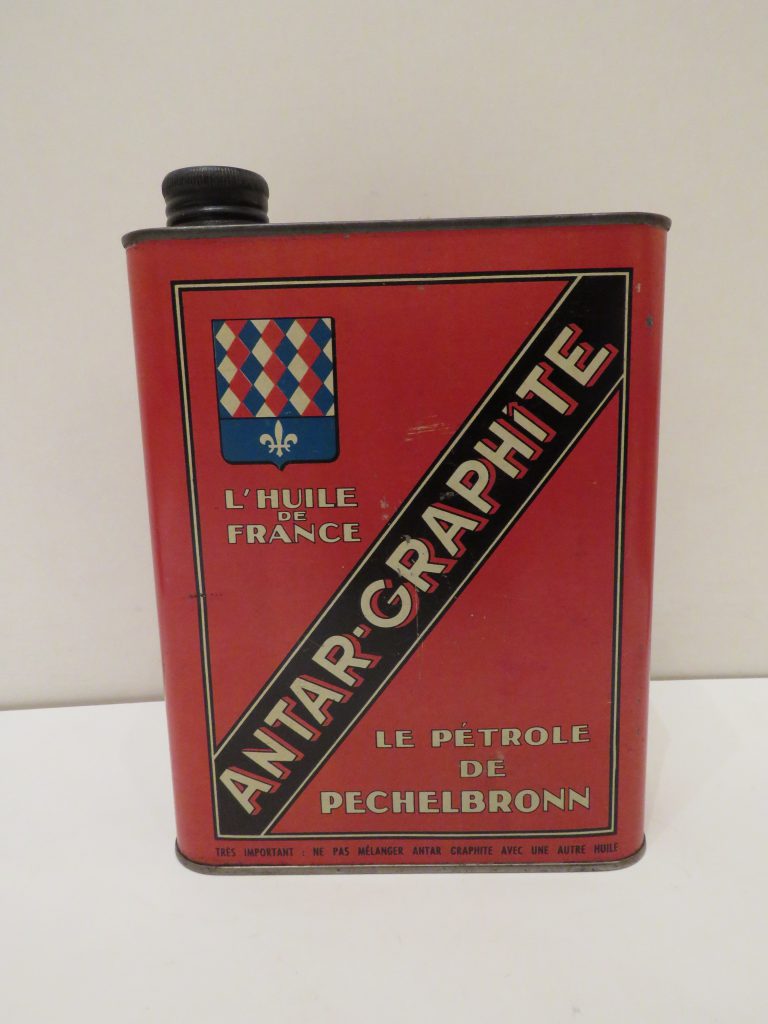 L'HUILE
DE
FRANCE
ANTAR-GRAPHîTE
LE PÉTROLE
DE
PECHELBRONN
TRÈS IMPORTANT : NE PAS MÉLANGER ANTAR GRAPHITE AVEC UNE AUTRE HUILE